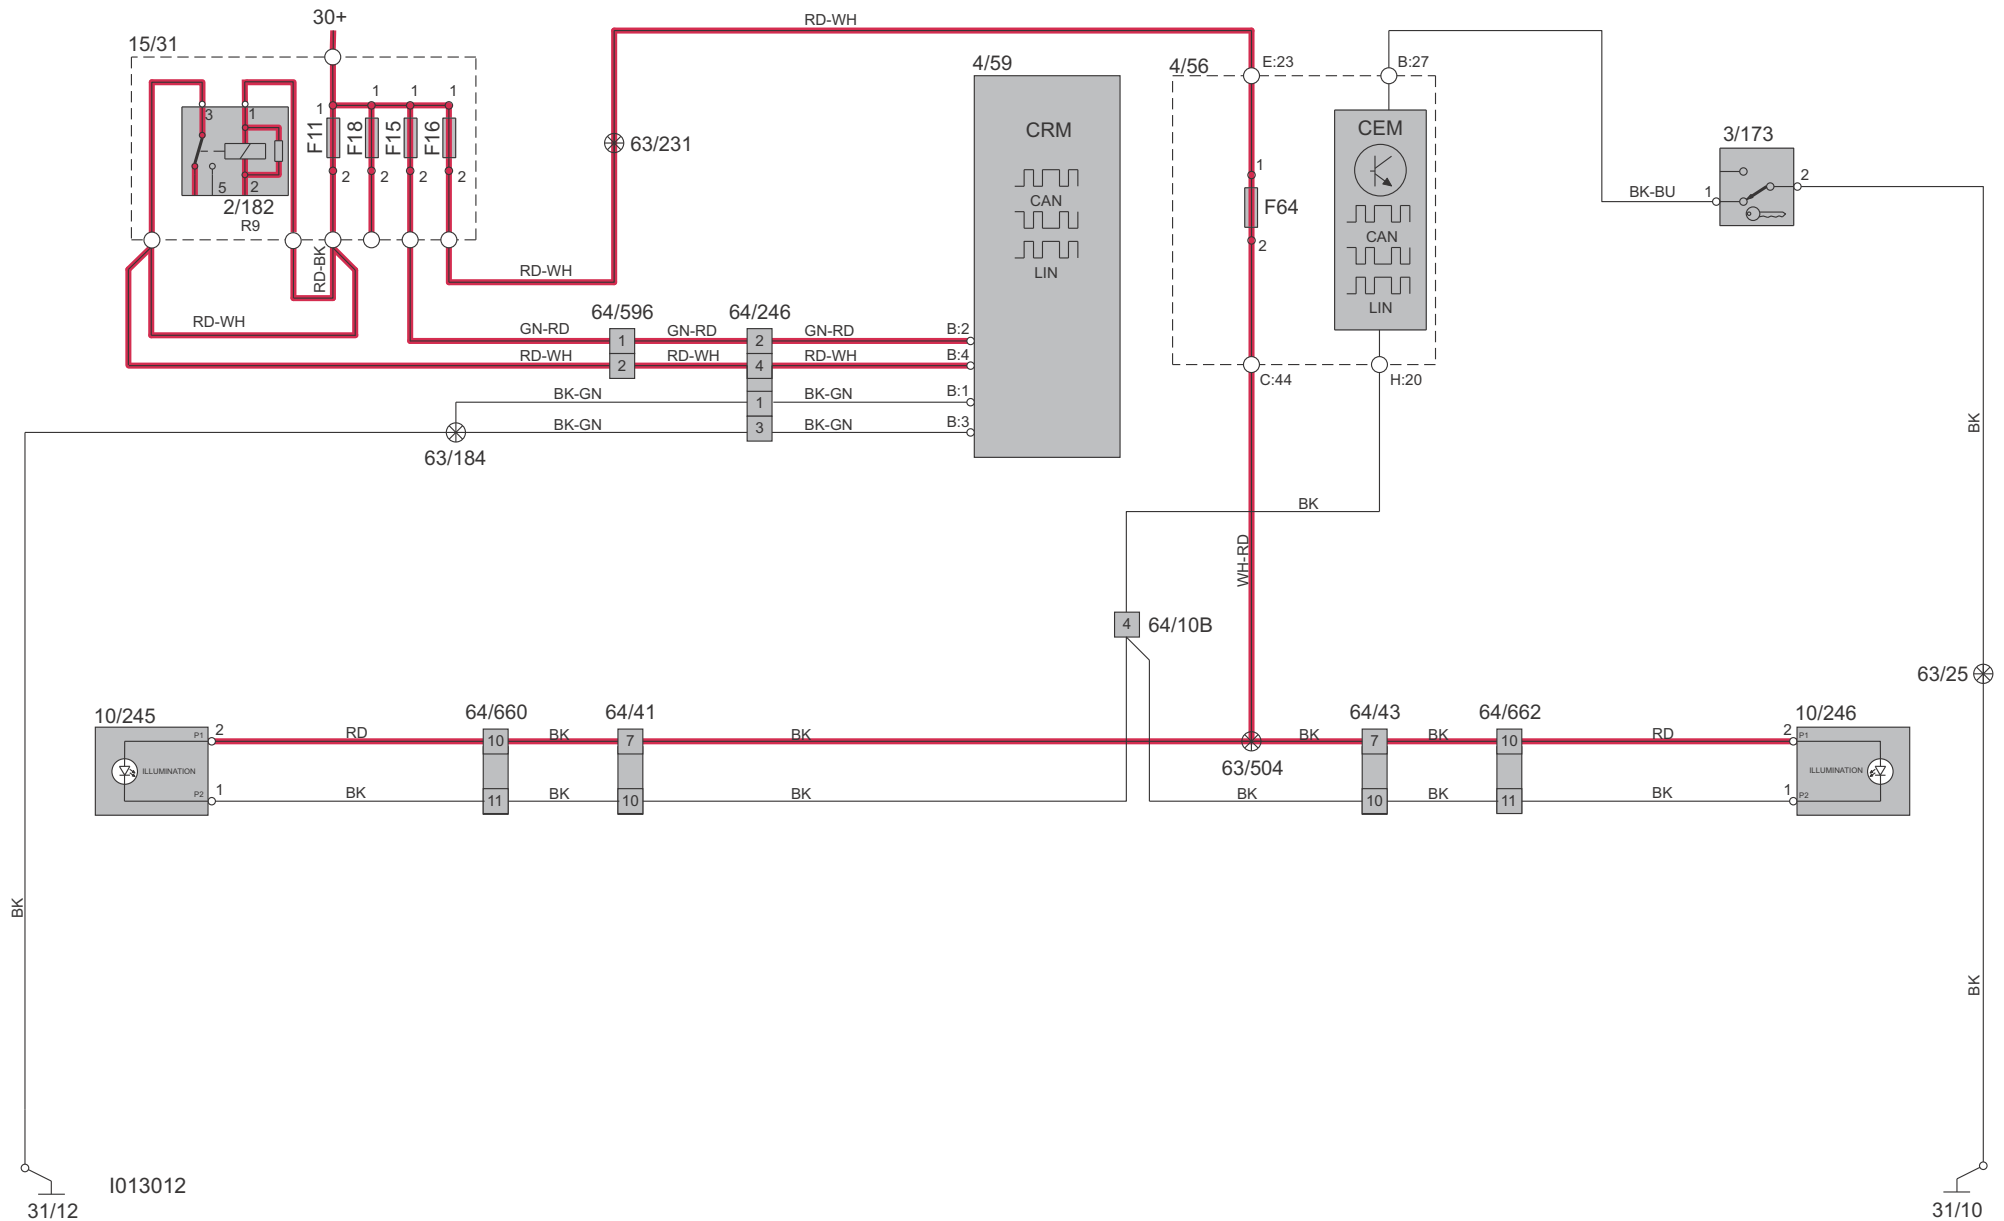 30+
RD-WH
15/31
4/59
4/56
E:23
B:27
3
1
1
1
1
1
F11
F18
F15
F16
2
2
2
2
5
2
2/182
R9
63/231
CRM
CAN
LIN
1
F64
2
CEM
CAN
LIN
3/173
1
2
BK-BU
RD-BK
RD-WH
RD-WH
64/596
64/246
GN-RD
1
GN-RD
2
GN-RD
B:2
RD-WH
2
RD-WH
4
RD-WH
B:4
BK-GN
1
BK-GN
B:1
BK-GN
3
BK-GN
B:3
63/184
C:44
H:20
BK
BK
WH-RD
4
64/10B
63/25
10/245
P1
2
RD
64/660
10
BK
64/41
7
BK
63/504
BK
64/43
7
BK
64/662
10
RD
2
10/246
P1
ILLUMINATION
ILLUMINATION
P2
1
BK
11
BK
10
BK
BK
10
BK
11
BK
1
P2
BK
BK
I013012
31/12
31/10